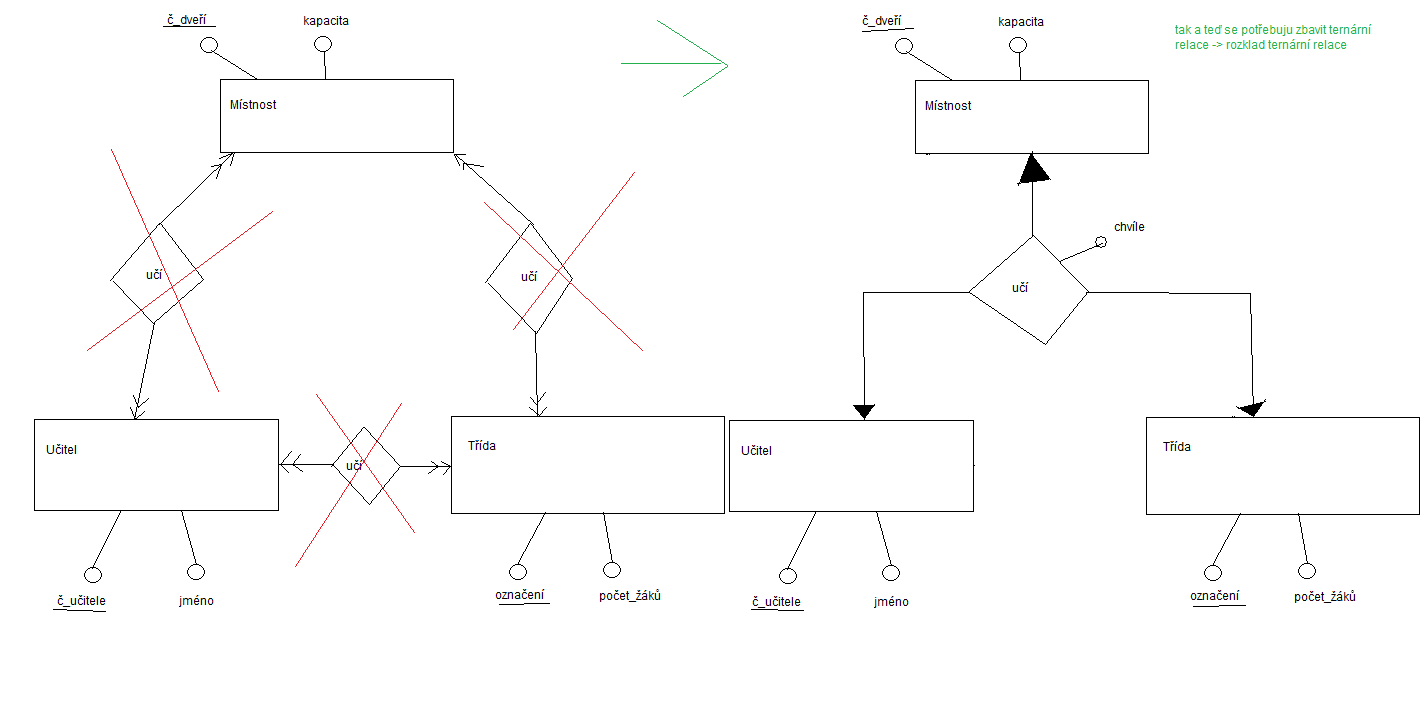 č_dveří
kapacita
Místnost
učí
učí
Učitel
učí
Třída
č_učitele
jméno
označení
počet_žáků
č_dveří
kapacita
tak a teď se potřebuju zbavit ternární
relace -> rozklad ternární relace
Místnost
chvíle
učí
Učitel
Třída
č_učitele
jméno
označení
počet_žáků